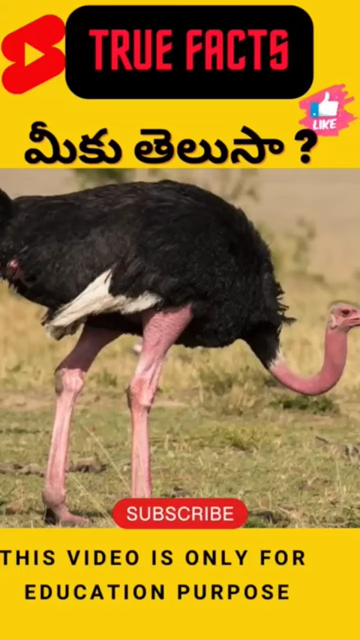 TRUE FACTS
LIKE
మీకు తెలుసా ?
SUBSCRIBE
THIS VIDEO IS ONLY FOR
EDUCATION PURPOSE